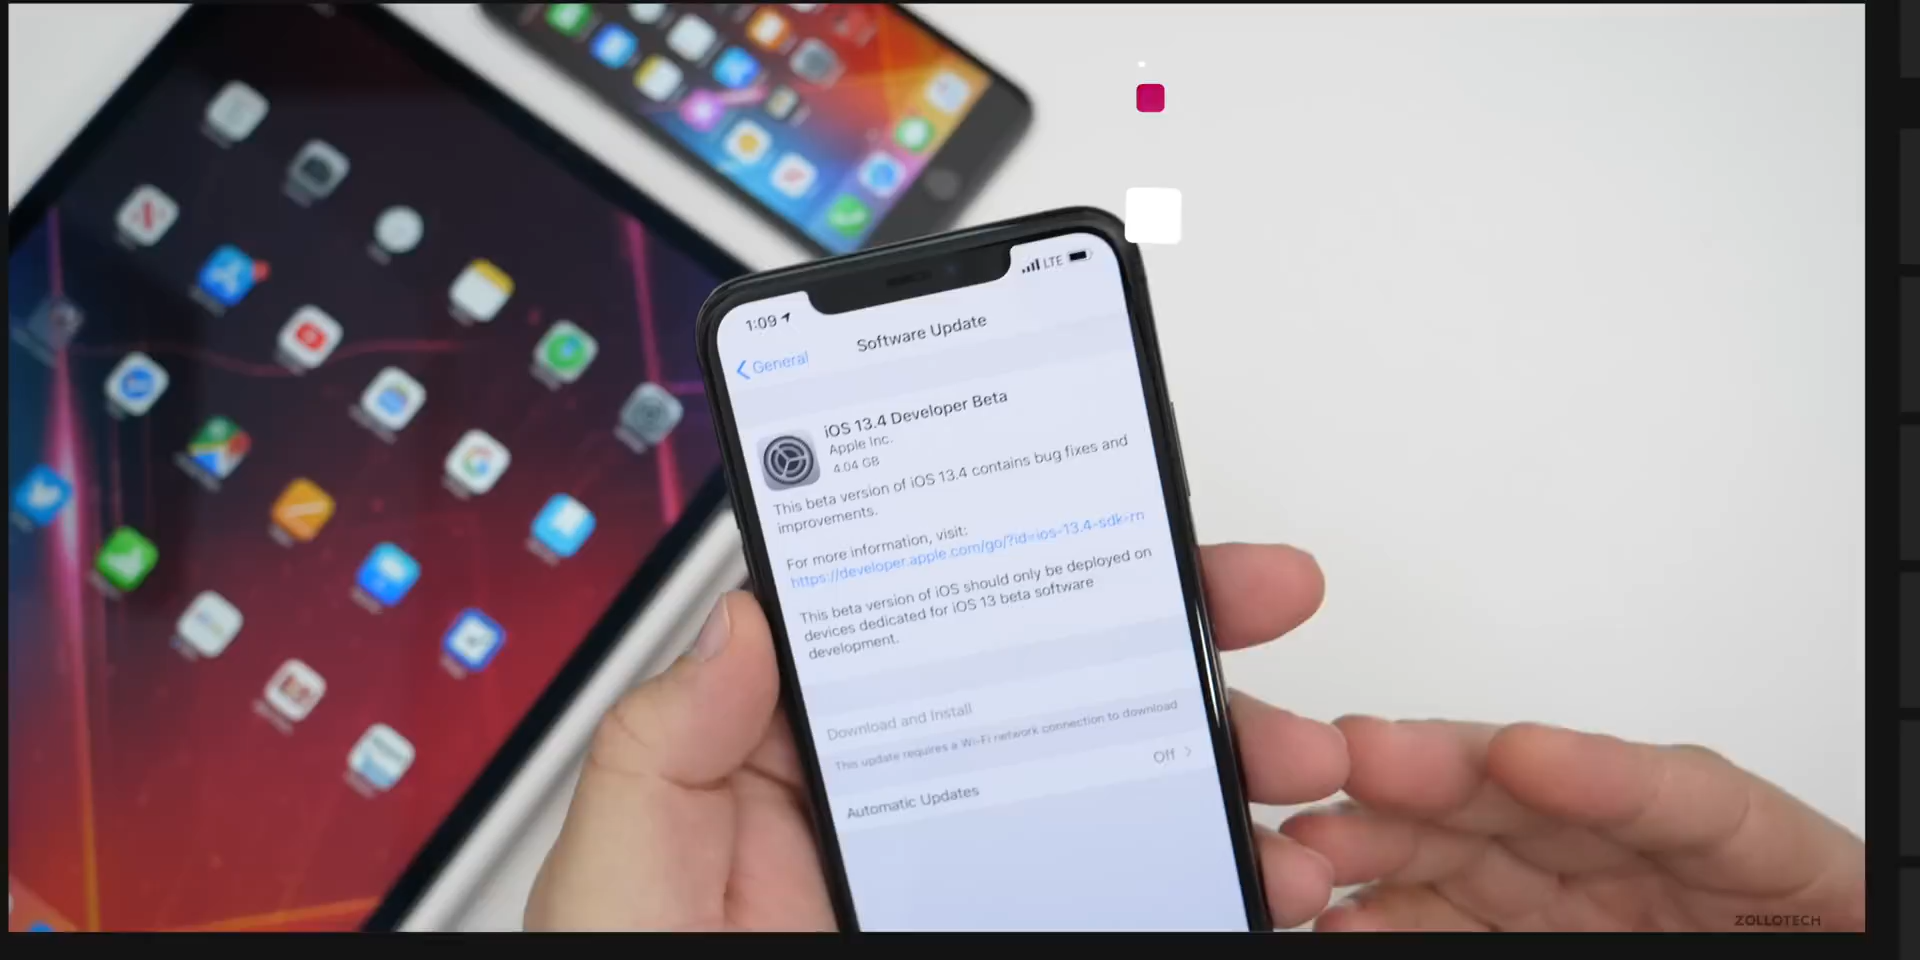 1:09
LTE
General
Software Update
iOS 13.4 Developer Beta
Apple Inc.
4.04 GB
This beta version of iOS 13.4 contains bug fixes and
improvements.
For more information, visit:
https://developer.apple.com/go/?id=ios-13.4-sdk-rn
This beta version of iOS should only be deployed on
devices dedicated for iOS 13 beta software
development.
Download and Install
This update requires a Wi-Fi network connection to download
Automatic Updates
Off
ZOLLOTECH